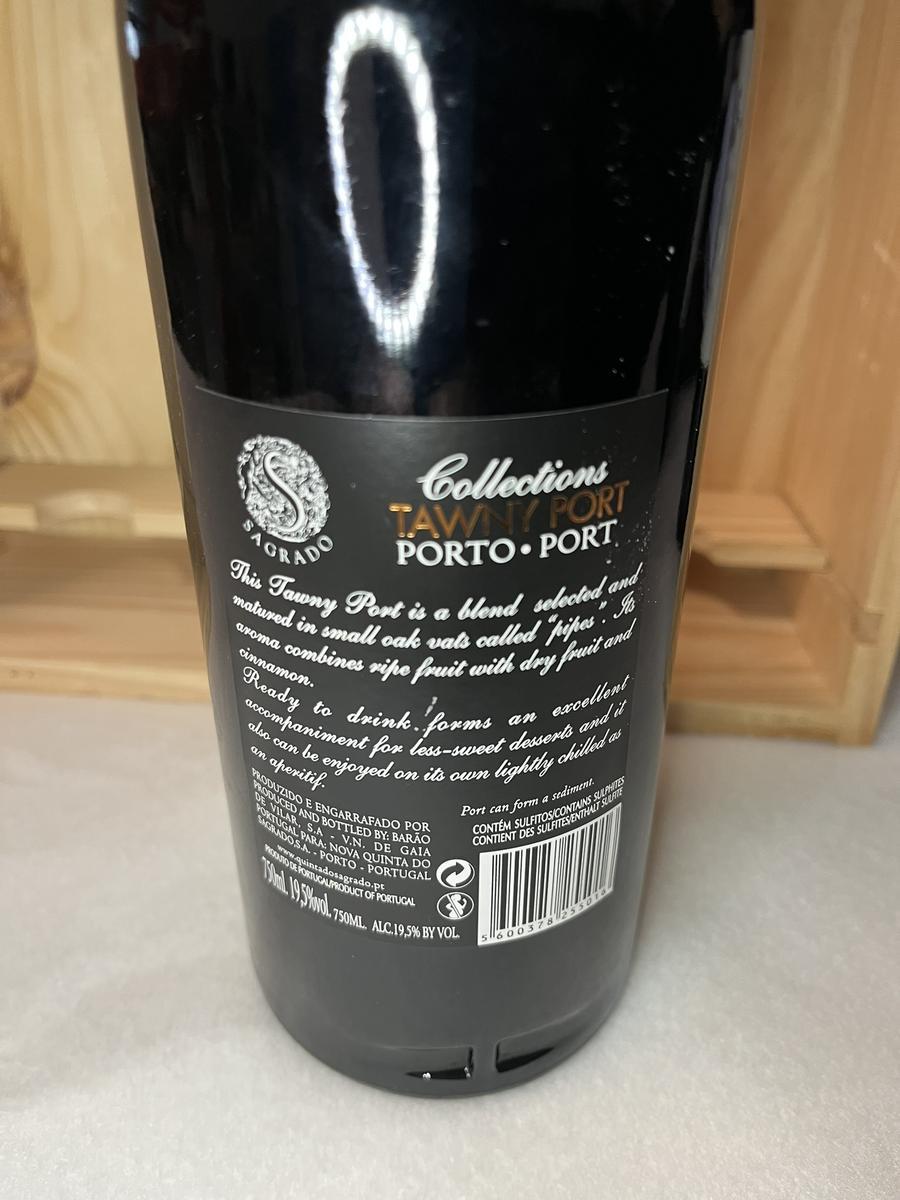 S
SAGRADO
Collections
TAWNY PORT
PORTO • PORT
This Tawny Port is a blend selected and
matured in small oak vats called "pipes". Its
aroma combines ripe fruit with dry fruit and
cinnamon.
Ready to drink forms an excellent
accompaniment for less-sweet desserts and it
also can be enjoyed on its own lightly chilled as
an aperitif.
PRODUZIDO E ENGARRAFADO POR
PRODUCED AND BOTTLED BY: BARÃO
DE VILAR, S.A - V.N. DE GAIA
PORTUGAL PARA: NOVA QUINTA DO
SAGRADO,S.A. - PORTO - PORTUGAL
www.quintadosagrado.pt
PRODUTO DE PORTUGAL/PRODUCT OF PORTUGAL
750ml. 19,5%vol. 750ML. ALC.19,5% BY VOL.
Port can form a sediment.
CONTÉM SULFITOS/CONTAINS SULPHITES
CONTIENT DES SULFITES/ENTHÄLT SULFITE
5 600378 255018